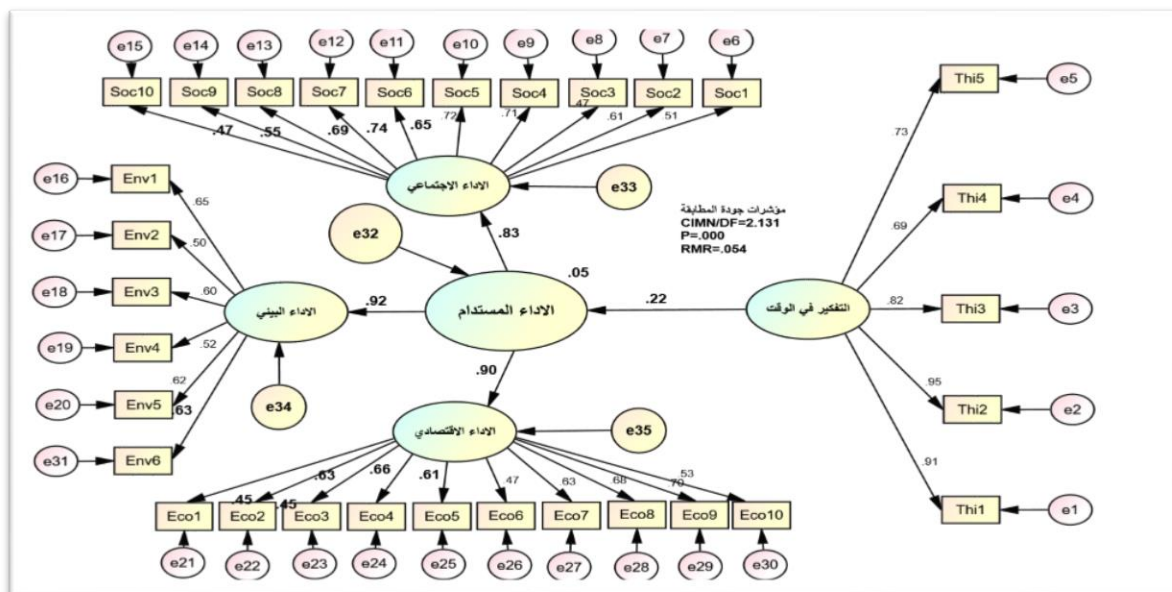 e15 e14 e13 e12 e11 e10 e9 e8 e7 e6
Soc10 Soc9 Soc8 Soc7 Soc6 Soc5 Soc4 Soc3 Soc2 Soc1
.47 .55 .69 .74 .65 .72 .71 .47 .61 .51
الاداء الاجتماعي
e33
.83
e32
مؤشرات جودة المطابقة
CIMN/DF=2.131
P=.000
RMR=.054
Thi5 e5
.73
Thi4 e4
.69
Thi3 e3
.82
Thi2 e2
.95
Thi1 e1
.91
التفكير في الوقت
.22
.05
الاداء المستدام
.92
الاداء البيئي
e34
e16 Env1 .65
e17 Env2 .50
e18 Env3 .60
e19 Env4 .52
e20 Env5 .62
e31 Env6 .63
.90
الاداء الاقتصادي
e35
.63 .45 .45 .66 .61 .47 .63 .68 .70 .53
Eco1 Eco2 Eco3 Eco4 Eco5 Eco6 Eco7 Eco8 Eco9 Eco10
e21 e22 e23 e24 e25 e26 e27 e28 e29 e30